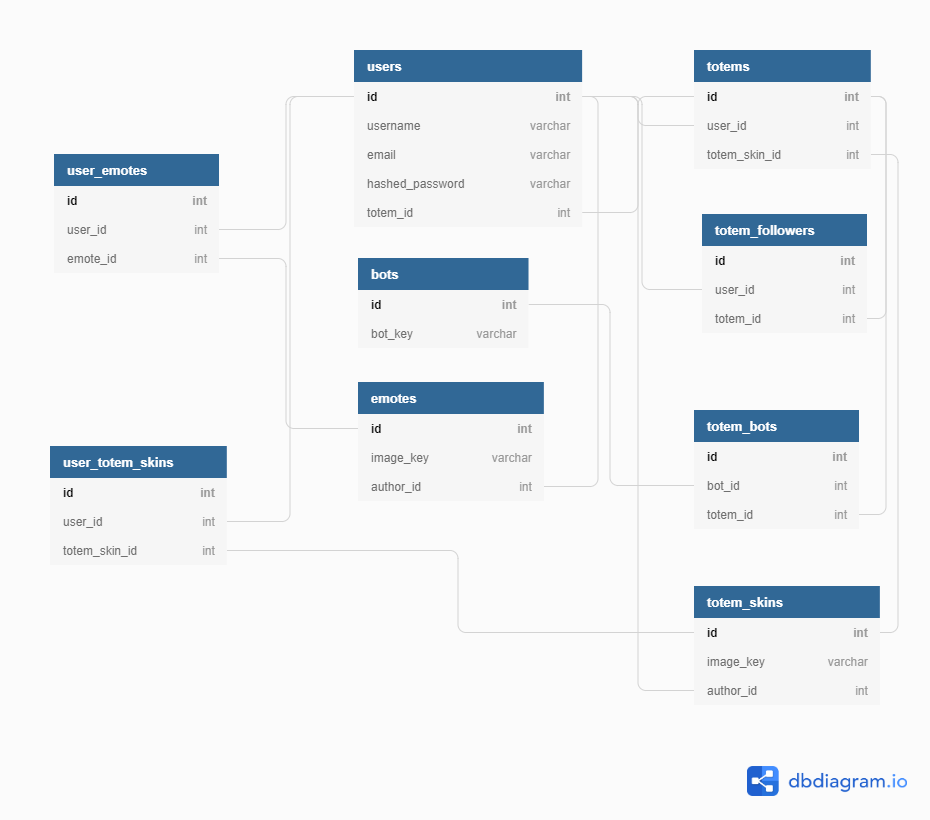 users
id int
username varchar
email varchar
hashed_password varchar
totem_id int
totems
id int
user_id int
totem_skin_id int
user_emotes
id int
user_id int
emote_id int
totem_followers
id int
user_id int
totem_id int
bots
id int
bot_key varchar
emotes
id int
image_key varchar
author_id int
totem_bots
id int
bot_id int
totem_id int
user_totem_skins
id int
user_id int
totem_skin_id int
totem_skins
id int
image_key varchar
author_id int
dbdiagram.io